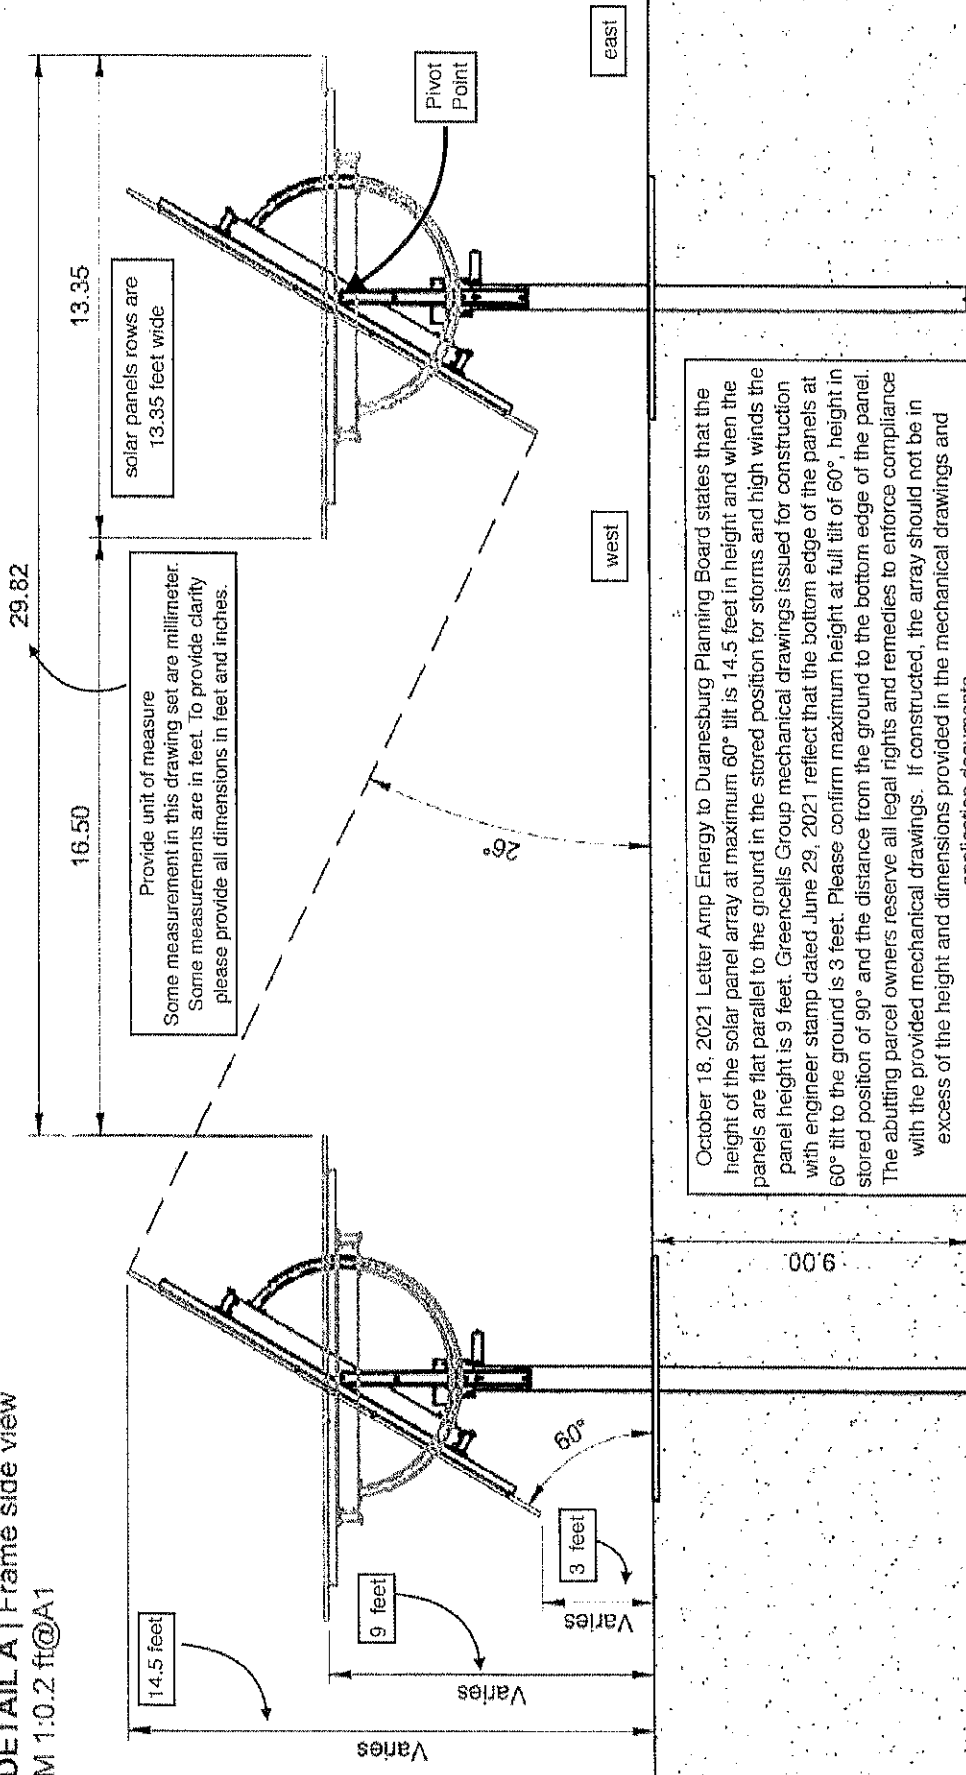 DETAIL A | Frame side view
M 1:0.2 ft@A1
29.82
16.50
13.35
Provide unit of measure
Some measurement in this drawing set are millimeter.
Some measurements are in feet. To provide clarity
please provide all dimensions in feet and inches.
solar panels rows are
13.35 feet wide
Pivot
Point
14.5 feet
Varies
9 feet
Varies
3 feet
Varies
60°
26°
west
east
9.00
October 18, 2021 Letter Amp Energy to Duanesburg Planning Board states that the
height of the solar panel array at maximum 60° tilt is 14.5 feet in height and when the
panels are flat parallel to the ground in the stored position for storms and high winds the
panel height is 9 feet. Greencells Group mechanical drawings issued for construction
with engineer stamp dated June 29, 2021 reflect that the bottom edge of the panels at
60° tilt to the ground is 3 feet. Please confirm maximum height at full tilt of 60°, height in
stored position of 90° and the distance from the ground to the bottom edge of the panel.
The abutting parcel owners reserve all legal rights and remedies to enforce compliance
with the provided mechanical drawings. If constructed, the array should not be in
excess of the height and dimensions provided in the mechanical drawings and
application documents